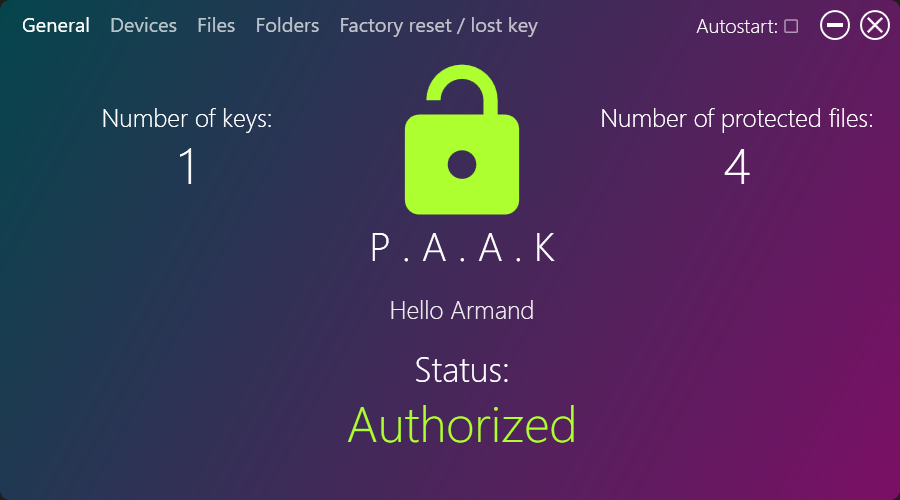 General Devices Files Folders Factory reset / lost key Autostart:
Number of keys:
1
Number of protected files:
4
P . A . A . K
Hello Armand
Status:
Authorized